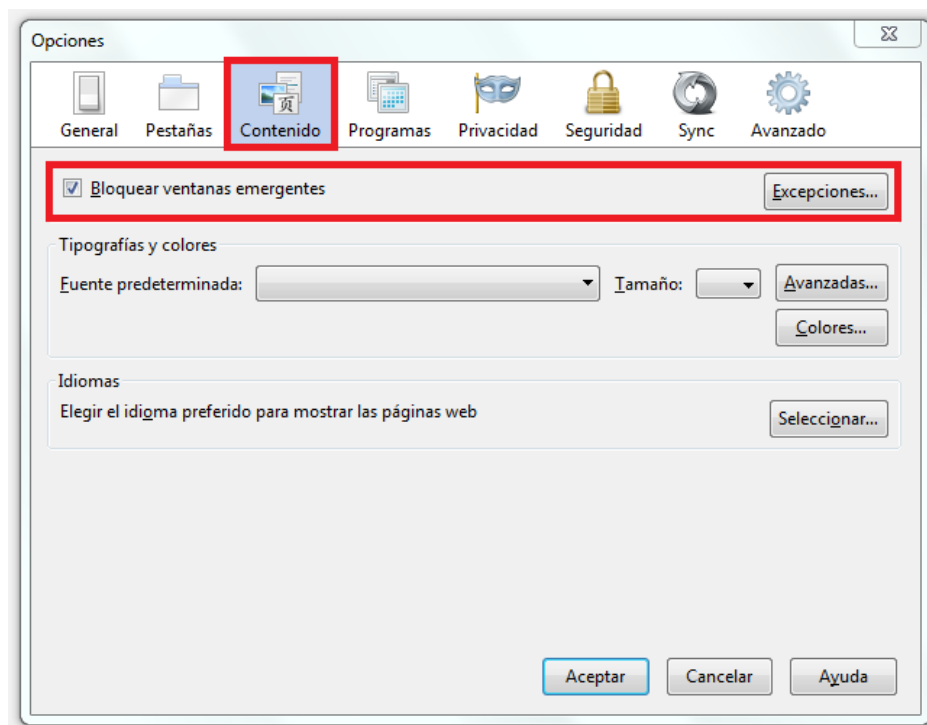 Opciones
General Pestañas Contenido Programas Privacidad Seguridad Sync Avanzado
Bloquear ventanas emergentes Excepciones...
Tipografías y colores
Fuente predeterminada: Tamaño: Avanzadas...
Colores...
Idiomas
Elegir el idioma preferido para mostrar las páginas web Seleccionar...
Aceptar Cancelar Ayuda